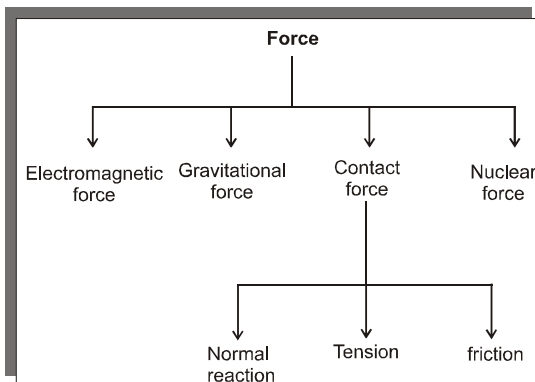 Force
Electromagnetic
force
Gravitational
force
Contact
force
Nuclear
force
Normal
reaction
Tension
friction